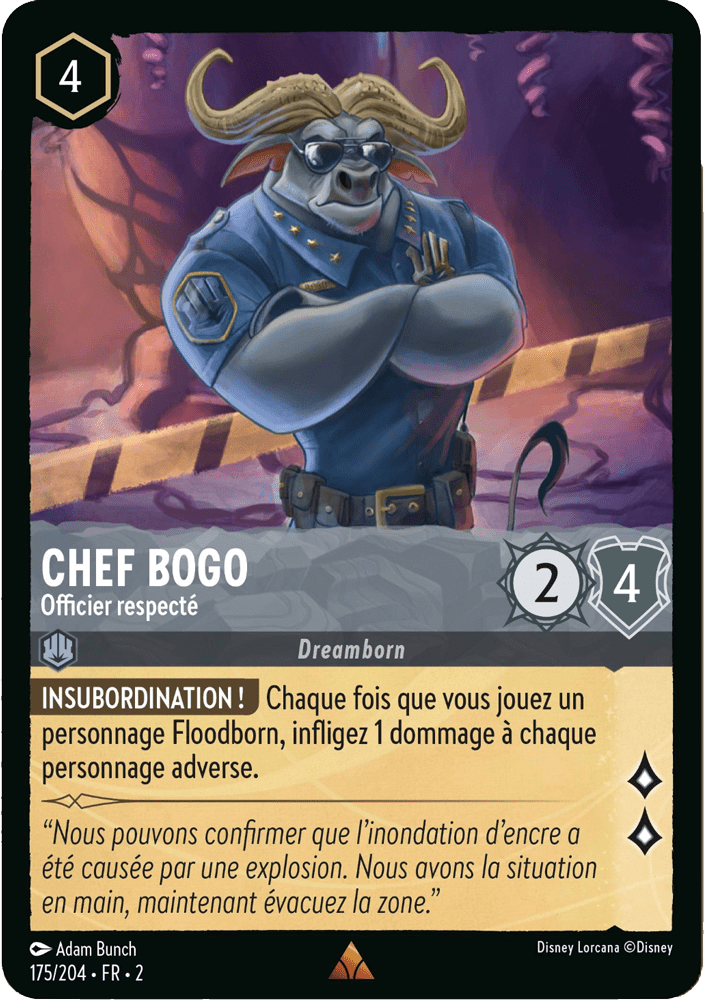 4
CHEF BOGO
Officier respecté
2
4
Dreamborn
INSUBORDINATION ! Chaque fois que vous jouez un
personnage Floodborn, infligez 1 dommage à chaque
personnage adverse.
“Nous pouvons confirmer que l’inondation d’encre a
été causée par une explosion. Nous avons la situation
en main, maintenant évacuez la zone.”
Adam Bunch
Disney Lorcana ©Disney
175/204 • FR • 2